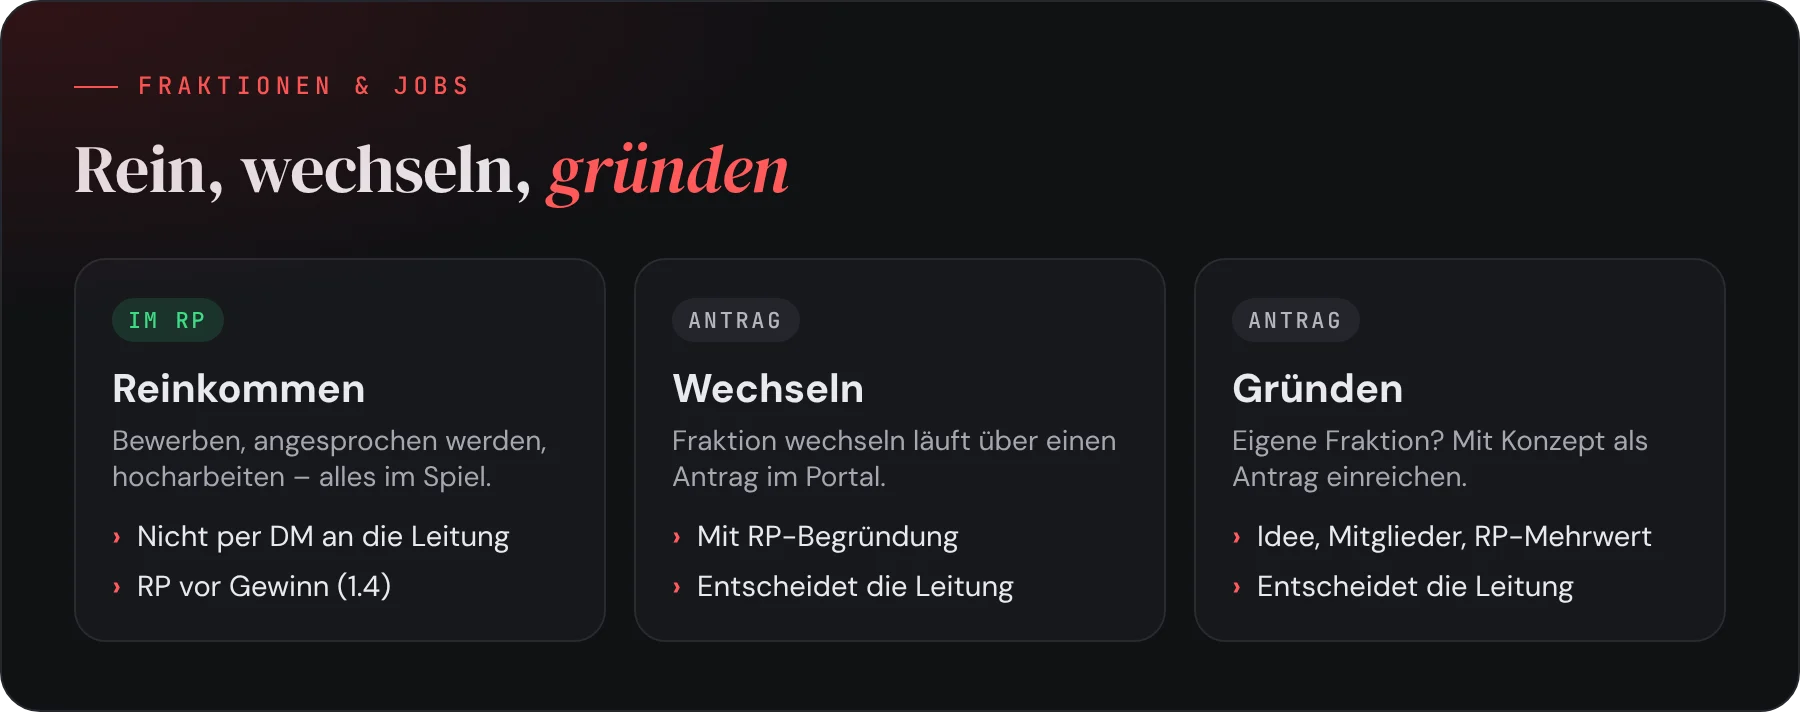 FRAKTIONEN & JOBS
Rein, wechseln, gründen
IM RP
Reinkommen
Bewerben, angesprochen werden,
hocharbeiten – alles im Spiel.
› Nicht per DM an die Leitung
› RP vor Gewinn (1.4)
ANTRAG
Wechseln
Fraktion wechseln läuft über einen
Antrag im Portal.
› Mit RP-Begründung
› Entscheidet die Leitung
ANTRAG
Gründen
Eigene Fraktion? Mit Konzept als
Antrag einreichen.
› Idee, Mitglieder, RP-Mehrwert
› Entscheidet die Leitung